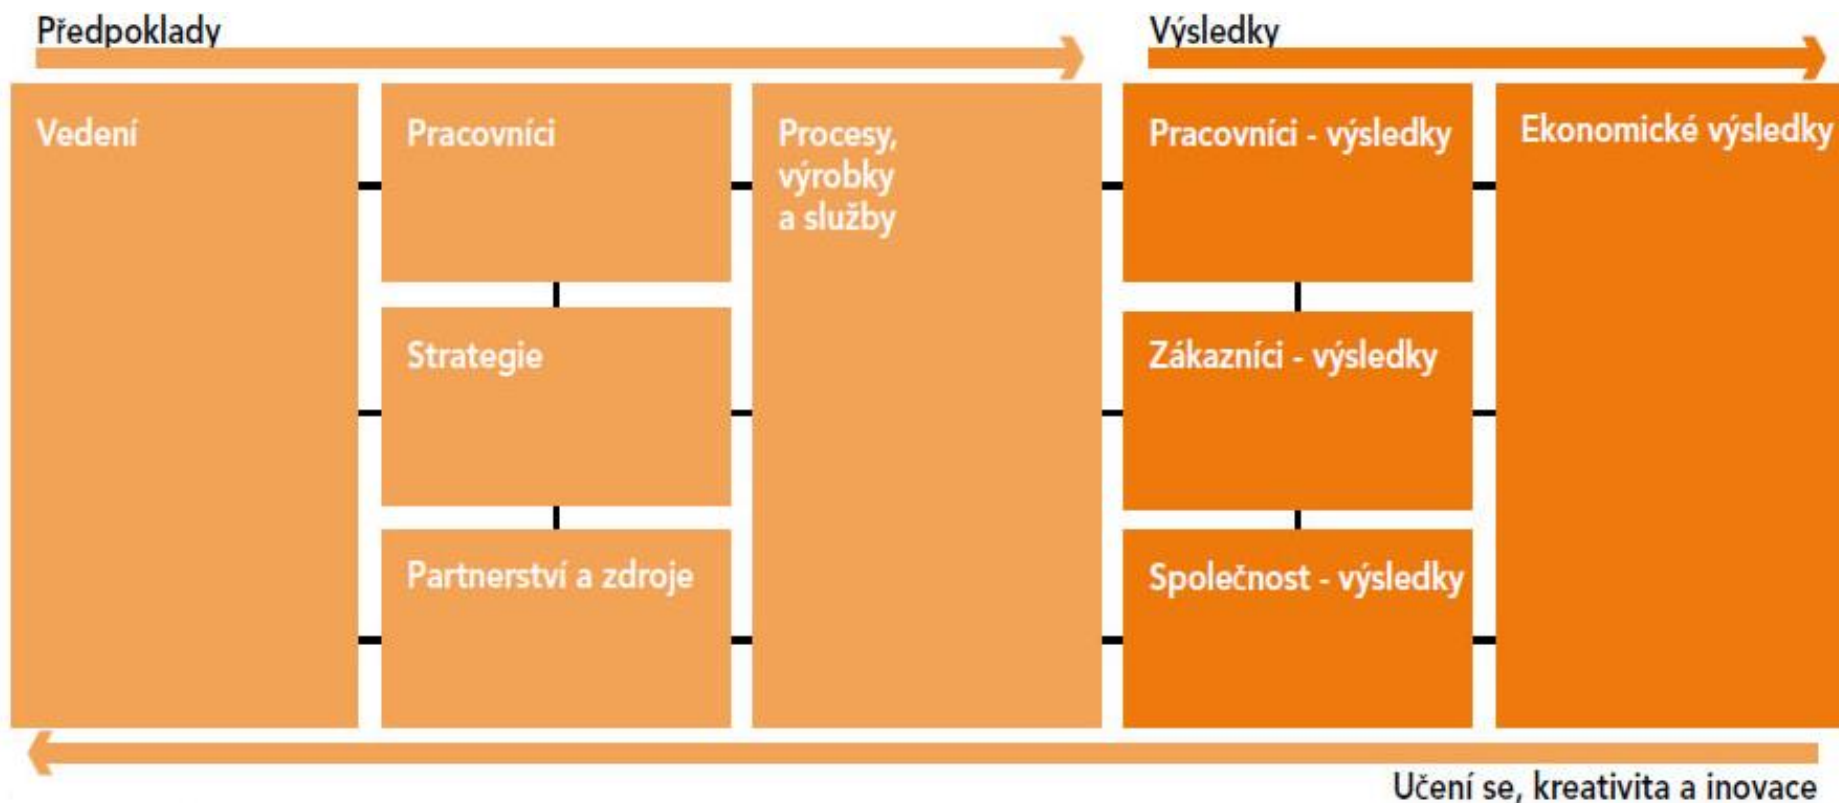 Předpoklady
Výsledky
Vedení
Pracovníci
Procesy,
výrobky
a služby
Pracovníci - výsledky
Ekonomické výsledky
Strategie
Zákazníci - výsledky
Partnerství a zdroje
Společnost - výsledky
Učení se, kreativita a inovace